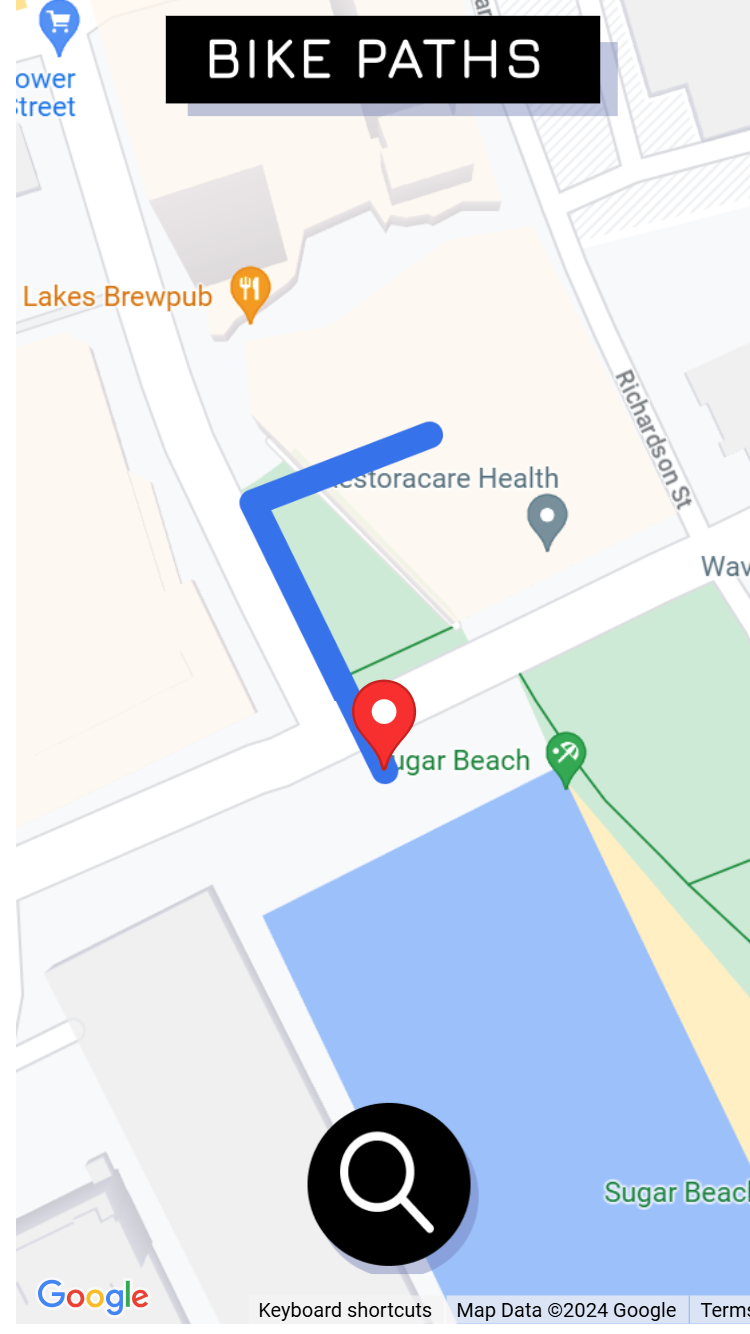 BIKE PATHS
ower
Street
Lakes Brewpub
Richardson St
estoracare Health
Wav
ugar Beach
Sugar Beach
Google
Keyboard shortcuts
Map Data ©2024 Google
Terms